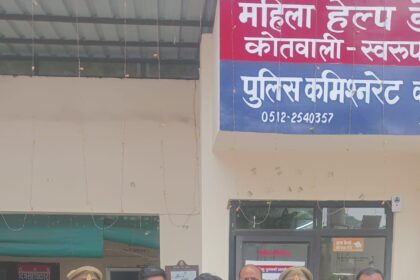 महिला हेल्प डे
कोतवाली-स्वरूप
पुलिस कमिश्नरेट क
0512-2540357